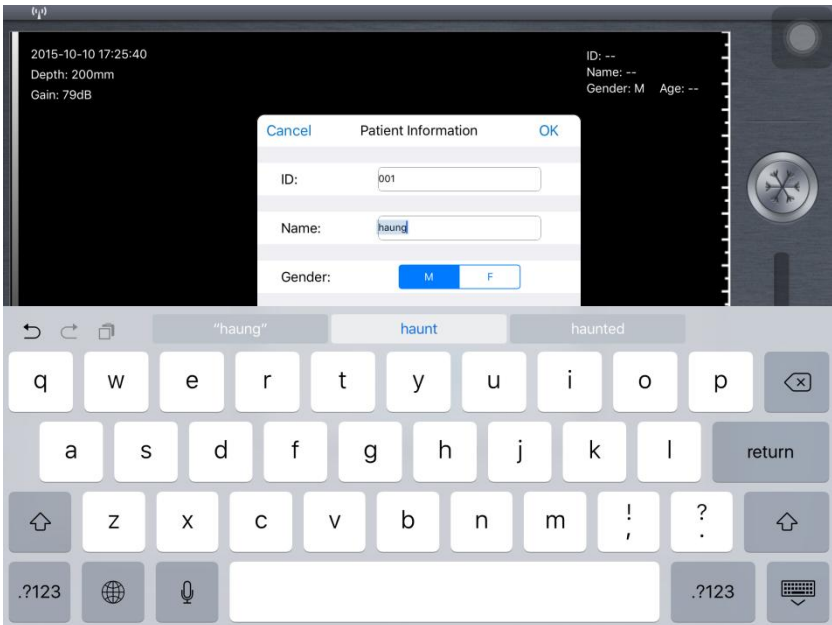 2015-10-10 17:25:40
Depth: 200mm
Gain: 79dB
ID: --
Name: --
Gender: M Age: --
Cancel Patient Information OK
ID: 001
Name: haung
Gender: M F
“haung” haunt haunted
q w e r t y u i o p
a s d f g h j k l return
z x c v b n m ! , ? .
.?123 .?123